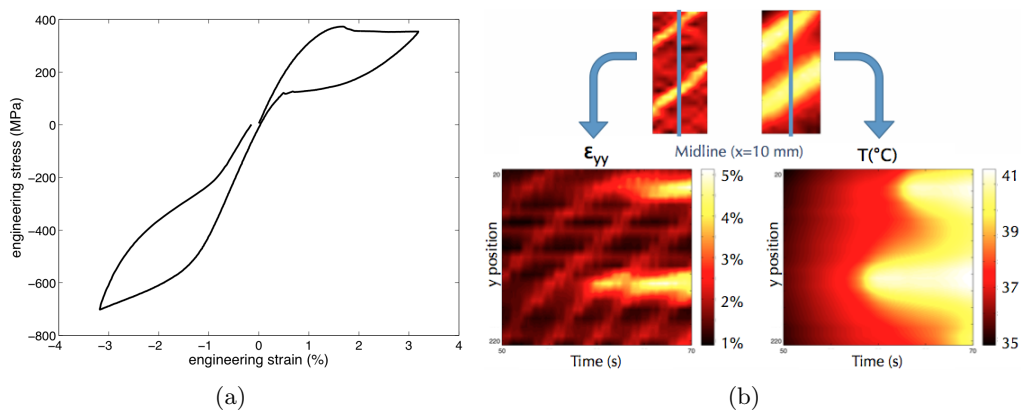 400
200
0
−200
−400
−600
−800
−4 −3 −2 −1 0 1 2 3 4
engineering stress (MPa)
engineering strain (%)
(a)
εyy
Midline (x=10 mm)
T(°C)
20
220
y position
50 70
Time (s)
5%
4%
3%
2%
1%
20
220
y position
50 70
Time (s)
41
39
37
35
(b)